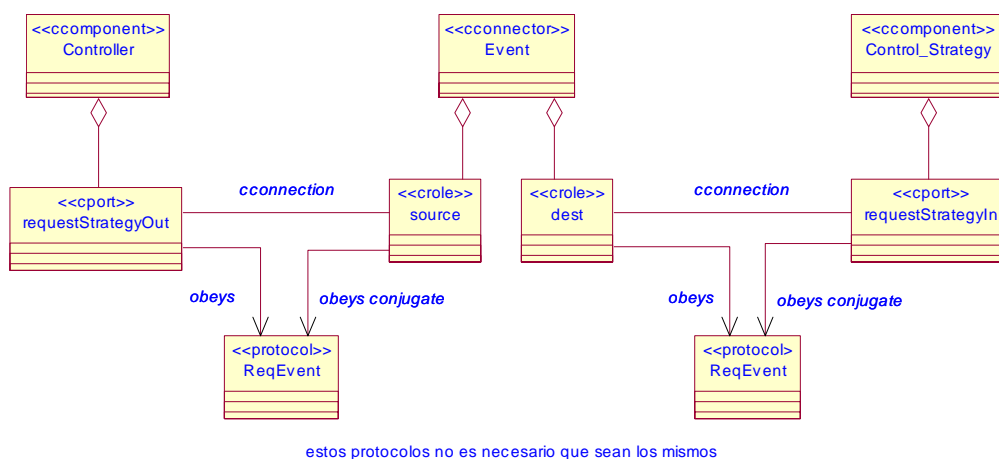 <<ccomponent>>
Controller
<<cconnector>>
Event
<<ccomponent>>
Control_Strategy
<<cport>>
requestStrategyOut
cconnection
<<crole>>
source
<<crole>>
dest
cconnection
<<cport>>
requestStrategyIn
obeys
obeys conjugate
obeys
obeys conjugate
<<protocol>>
ReqEvent
<<protocol>
ReqEvent
estos protocolos no es necesario que sean los mismos